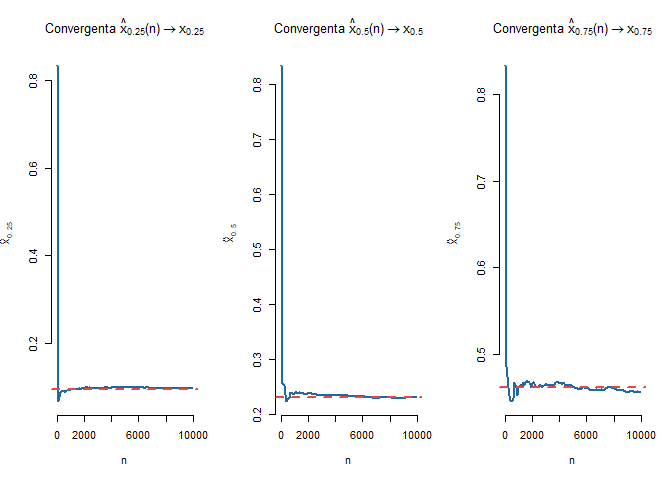 Convergenta x̂0.25(n) → x0.25
0.2 0.4 0.6 0.8
x̂0.25
0 2000 6000 10000
n
Convergenta x̂0.5(n) → x0.5
0.2 0.3 0.4 0.5 0.6 0.7 0.8
x̂0.5
0 2000 6000 10000
n
Convergenta x̂0.75(n) → x0.75
0.5 0.6 0.7 0.8
x̂0.75
0 2000 6000 10000
n